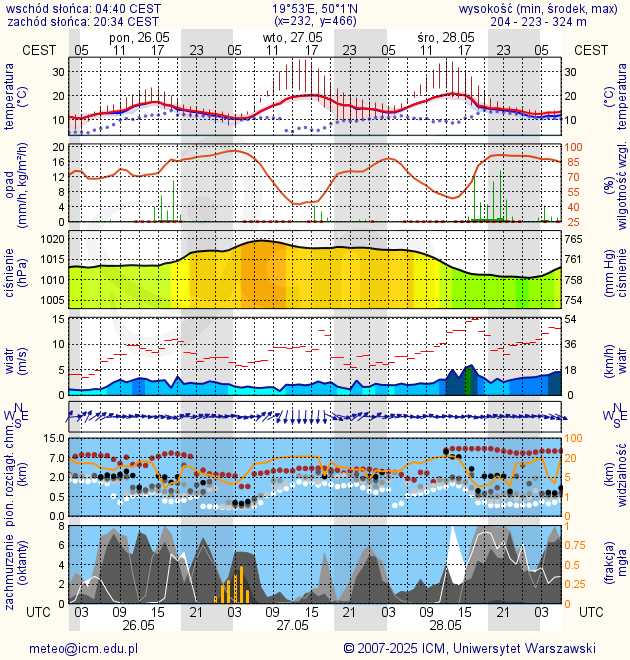 wschód słońca: 04:40 CEST 19°53'E, 50°1'N wysokość (min, środek, max)
zachód słońca: 20:34 CEST (x=232, y=466) 204 - 223 - 324 m
pon, 26.05 wto, 27.05 śro, 28.05
CEST 05 11 17 23 05 11 17 23 05 11 17 23 05 CEST
temperatura
(°C)
30 30
20 20
10 10
temperatura
(°C)
opad
(mm/h, kg/m²/h)
20 100
16 85
12 70
8 55
4 40
0 25
(%)
wilgotność wzgl.
ciśnienie
(hPa)
1020 765
1015 761
1010 758
1005 754
(mm Hg)
ciśnienie
wiatr
(m/s)
15 54
10 36
5 18
0 0
(km/h)
wiatr
N N
W E W E
S S
pion. rozciągł. chm.
(km)
15.0 100
7.0 20
2.0 5
0.5 1
0.0 0
(km)
widzialność
zachmurzenie
(oktanty)
8 1
6 0.75
4 0.5
2 0.25
0 0
(frakcja)
mgła
UTC 03 09 15 21 03 09 15 21 03 09 15 21 03 UTC
26.05 27.05 28.05
meteo@icm.edu.pl © 2007-2025 ICM, Uniwersytet Warszawski